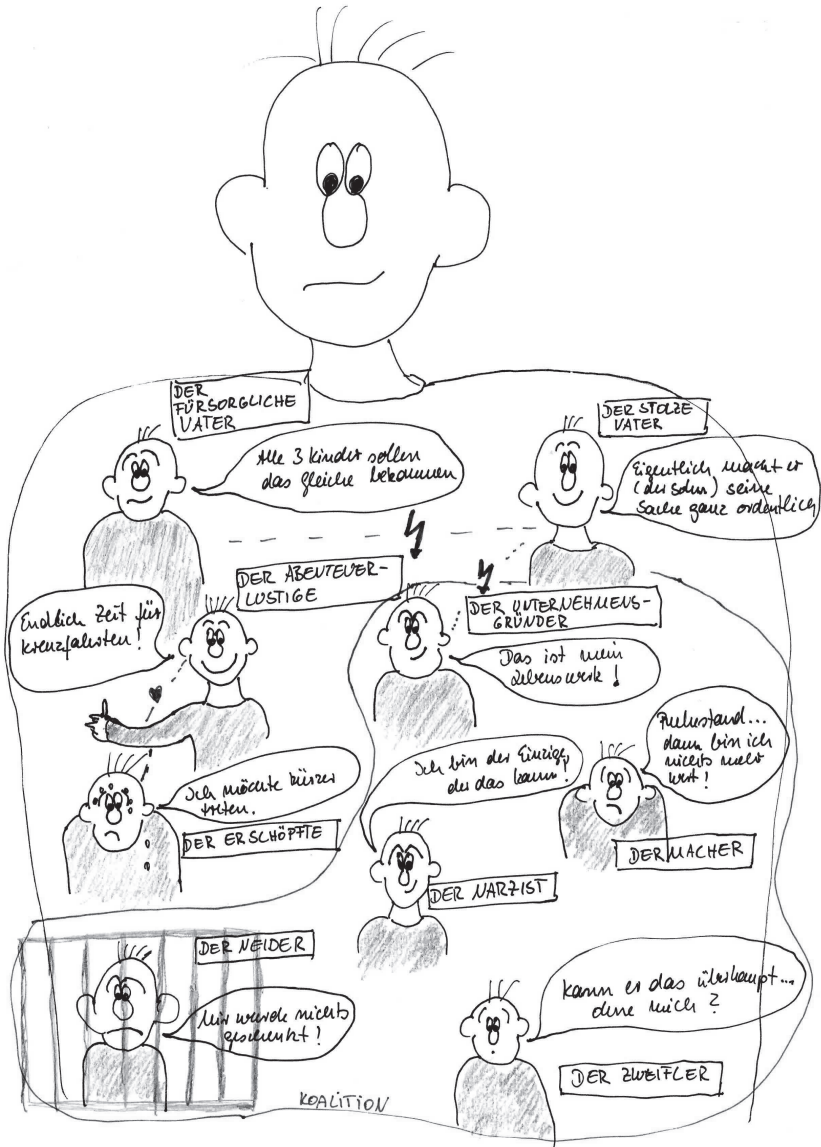 DER
FÜRSORGLICHE
VATER
Alle 3 Kinder sollen
das gleiche bekommen
DER STOLZE
VATER
Eigentlich macht er
(der Sohn) seine
Sache ganz ordentlich
DER ABENTEUER-
LUSTIGE
Endlich Zeit für
Kreuzfahrten!
DER UNTERNEHMENS-
GRÜNDER
Das ist mein
Lebenswerk!
Ruhestand...
dann bin ich
nichts mehr
wert!
Ich bin der Einzige,
der das kann!
Ich möchte kürzer
treten.
DER ERSCHÖPFTE
DER MACHER
DER NARZIST
DER NEIDER
Mir wurde nichts
geschenkt!
Kann er das überhaupt...
ohne mich?
DER ZWEIFLER
KOALITION